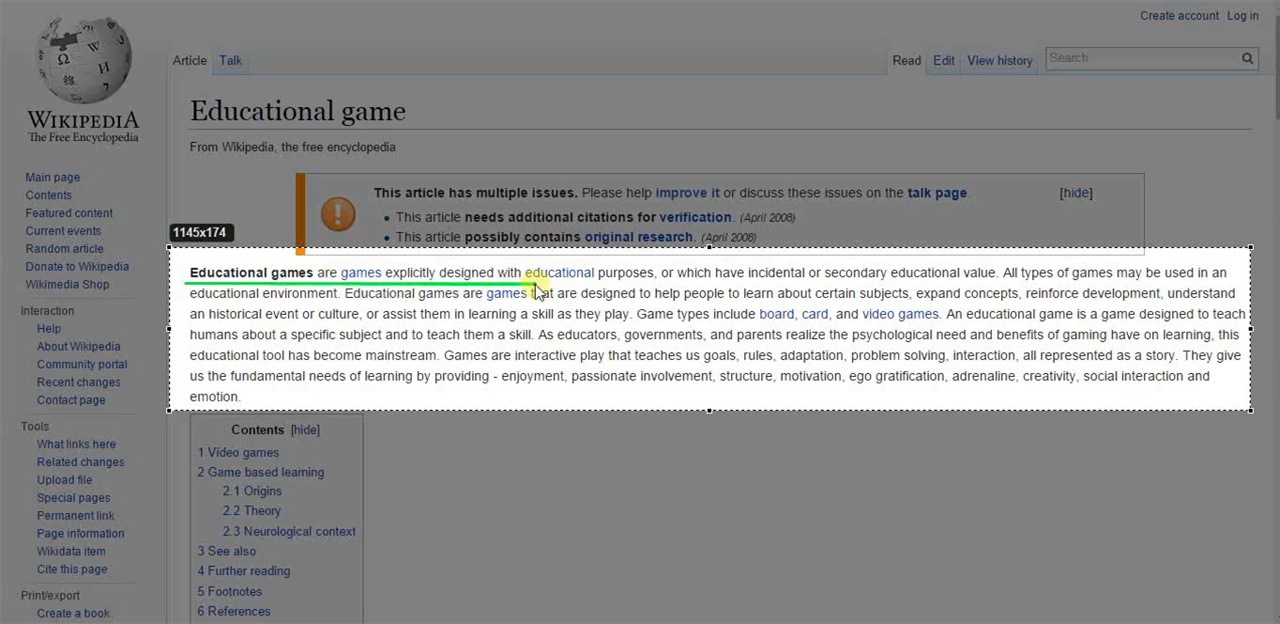 Create account Log in
Article Talk Read Edit View history Search
WIKIPEDIA
The Free Encyclopedia
Educational game
From Wikipedia, the free encyclopedia
This article has multiple issues. Please help improve it or discuss these issues on the talk page. [hide]
• This article needs additional citations for verification. (April 2008)
• This article possibly contains original research. (April 2008)
1145x174
Educational games are games explicitly designed with educational purposes, or which have incidental or secondary educational value. All types of games may be used in an
educational environment. Educational games are games that are designed to help people to learn about certain subjects, expand concepts, reinforce development, understand
an historical event or culture, or assist them in learning a skill as they play. Game types include board, card, and video games. An educational game is a game designed to teach
humans about a specific subject and to teach them a skill. As educators, governments, and parents realize the psychological need and benefits of gaming have on learning, this
educational tool has become mainstream. Games are interactive play that teaches us goals, rules, adaptation, problem solving, interaction, all represented as a story. They give
us the fundamental needs of learning by providing - enjoyment, passionate involvement, structure, motivation, ego gratification, adrenaline, creativity, social interaction and
emotion.
Contents [hide]
1 Video games
2 Game based learning
2.1 Origins
2.2 Theory
2.3 Neurological context
3 See also
4 Further reading
5 Footnotes
6 References
Main page
Contents
Featured content
Current events
Random article
Donate to Wikipedia
Wikimedia Shop
Interaction
Help
About Wikipedia
Community portal
Recent changes
Contact page
Tools
What links here
Related changes
Upload file
Special pages
Permanent link
Page information
Wikidata item
Cite this page
Print/export
Create a book